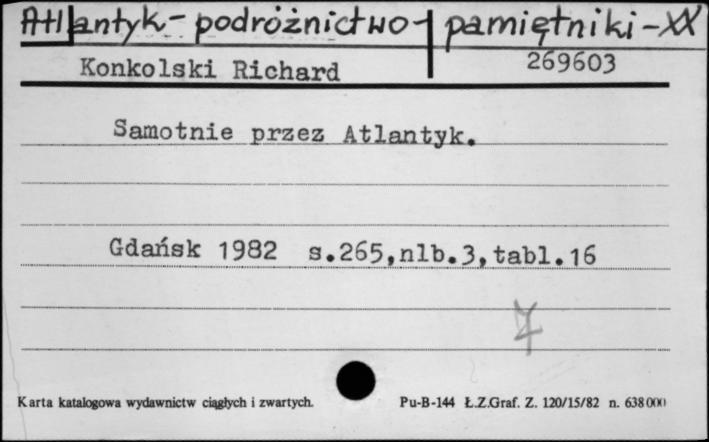 Atlantyk - podróżnictwo - pamiętniki - XX
Konkolski Richard 269603
Samotnie przez Atlantyk.
Gdańsk 1982 s.265,nlb.3,tabl.16
Karta katalogowa wydawnictw ciągłych i zwartych. Pu-B-144 Ł.Z.Graf. Z. 120/15/82 n. 638000